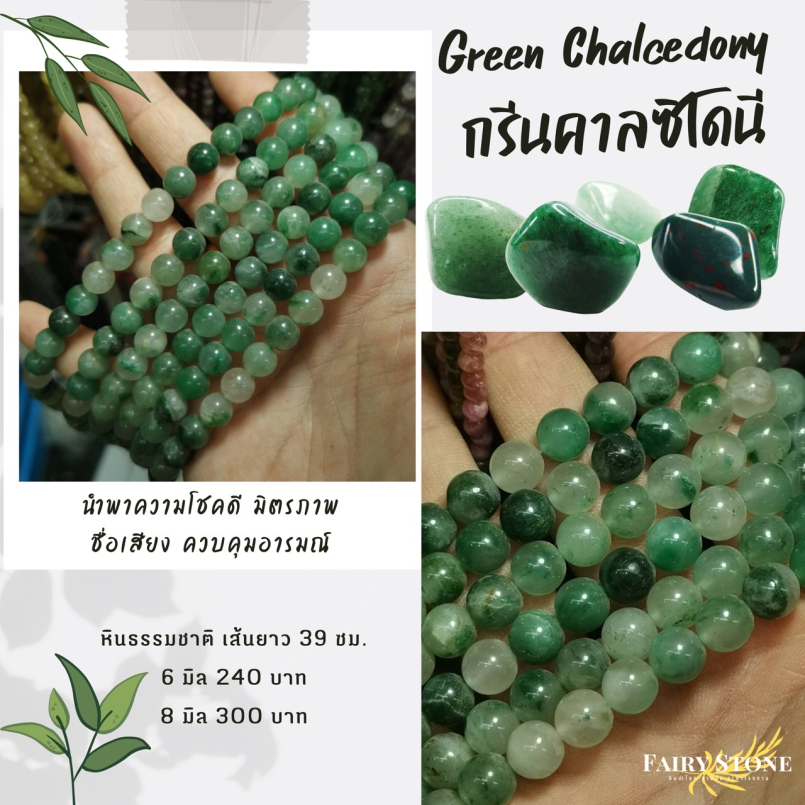 Green Chalcedony
กรีนคาลซิโดนี
นำพาความโชคดี มิตรภาพ
ชื่อเสียง ควบคุมอารมณ์
หินธรรมชาติ เส้นยาว 39 ซม.
6 มิล 240 บาท
8 มิล 300 บาท
FAIRY STONE